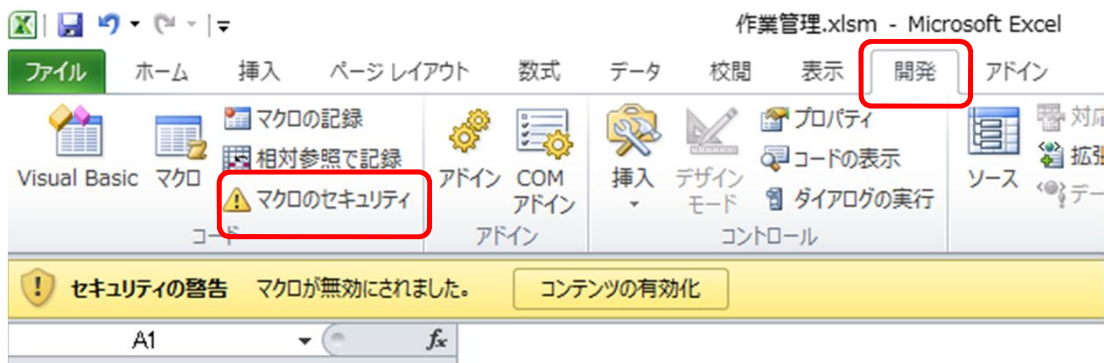 作業管理.xlsm - Microsoft Excel
ファイル ホーム 挿入 ページ レイアウト 数式 データ 校閲 表示 開発 アドイン
Visual Basic マクロ マクロの記録 相対参照で記録 マクロのセキュリティ
コード
アドイン COM アドイン
アドイン
挿入 デザイン モード プロパティ コードの表示 ダイアログの実行
コントロール
ソース
セキュリティの警告 マクロが無効にされました。 コンテンツの有効化
A1 fx